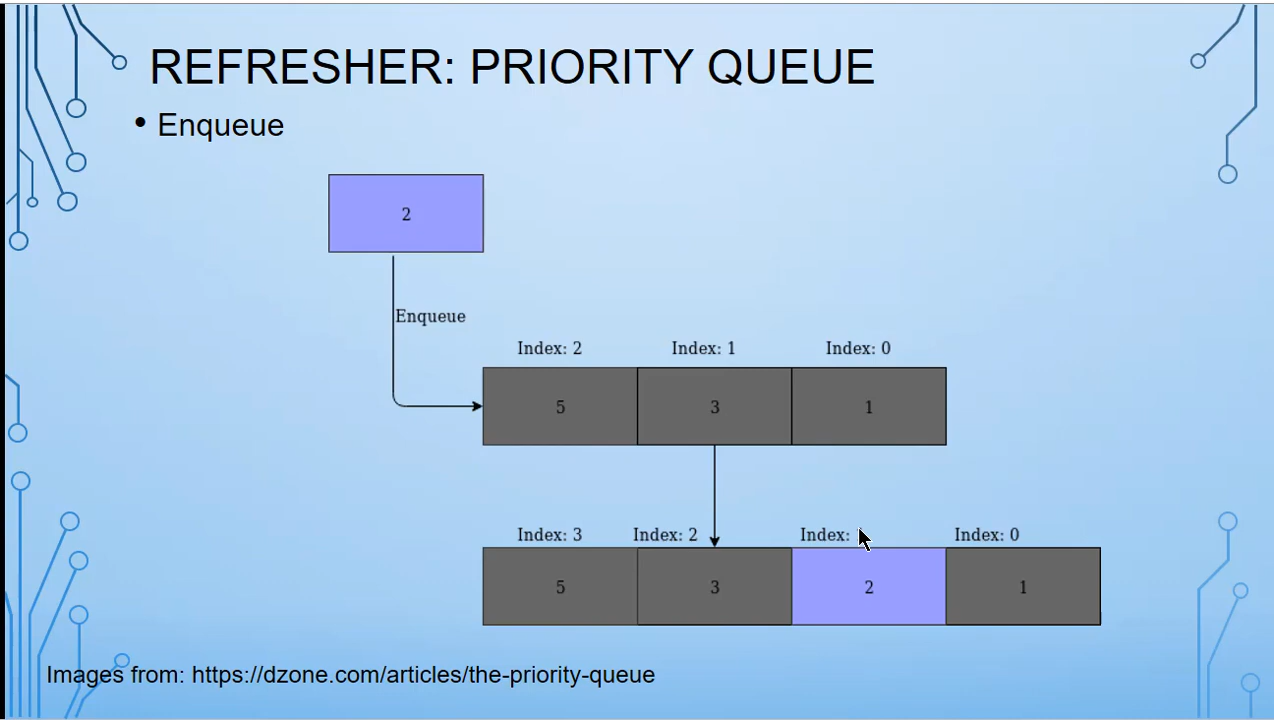 REFRESHER: PRIORITY QUEUE
• Enqueue
2
Enqueue
Index: 2 Index: 1 Index: 0
5 3 1
Index: 3 Index: 2 Index: Index: 0
5 3 2 1
Images from: https://dzone.com/articles/the-priority-queue